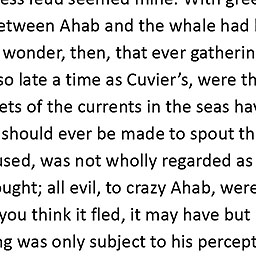 less feud seemed mine. With gre
etween Ahab and the whale had
wonder, then, that ever gatherin
so late a time as Cuvier’s, were th
ets of the currents in the seas ha
should ever be made to spout th
used, was not wholly regarded as
ought; all evil, to crazy Ahab, were
you think it fled, it may have but
ng was only subject to his percept